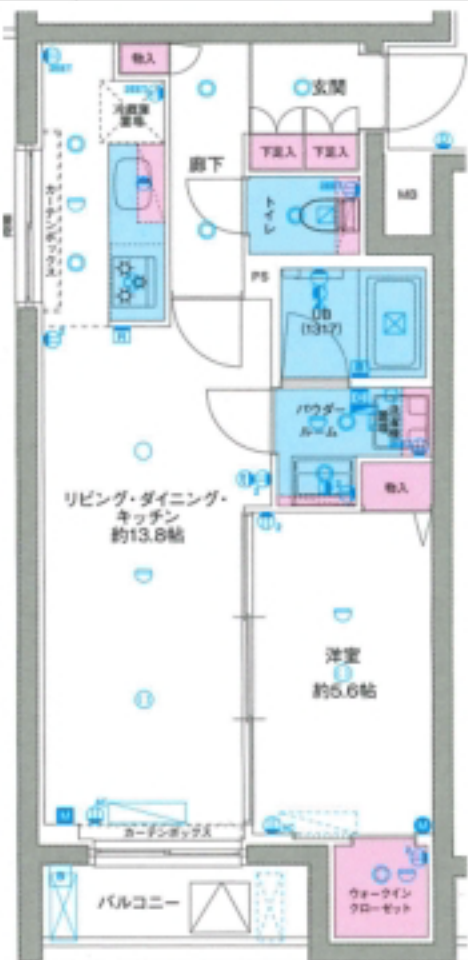 物入
冷蔵庫
置場
玄関
下足入
下足入
廊下
トイレ
MB
カーテンボックス
PS
UB
(1317)
パウダー
ルーム
洗濯機
置場
物入
リビング・ダイニング・
キッチン
約13.8帖
洋室
約5.6帖
カーテンボックス
バルコニー
ウォークイン
クローゼット